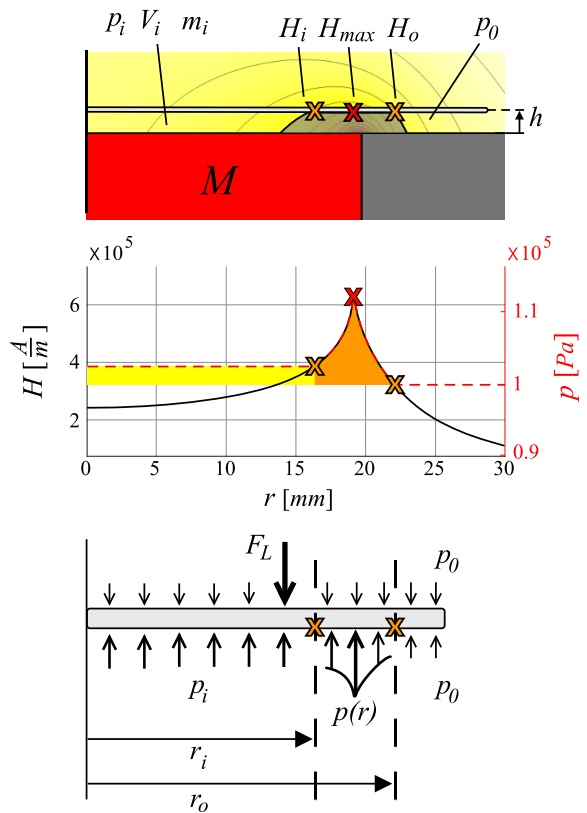 p_i V_i m_i H_i H_max H_o p_0
h
M
×10^5 ×10^5
6 1.1
H [A/m] 4 1 p [Pa]
2 0.9
0 5 10 15 20 25 30
r [mm]
F_L p_0
p_i p(r) p_0
r_i
r_o